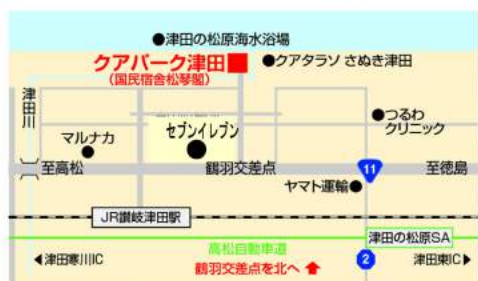 ●津田の松原海水浴場
クアパーク津田
(国民宿舎松琴閣)
●クアタラソ さぬき津田
津田川
●つるわ
クリニック
セブンイレブン
マルナカ
至高松
鶴羽交差点
11
至徳島
ヤマト運輸●
JR讃岐津田駅
津田の松原SA
高松自動車道
津田寒川IC
鶴羽交差点を北へ
2
津田東IC